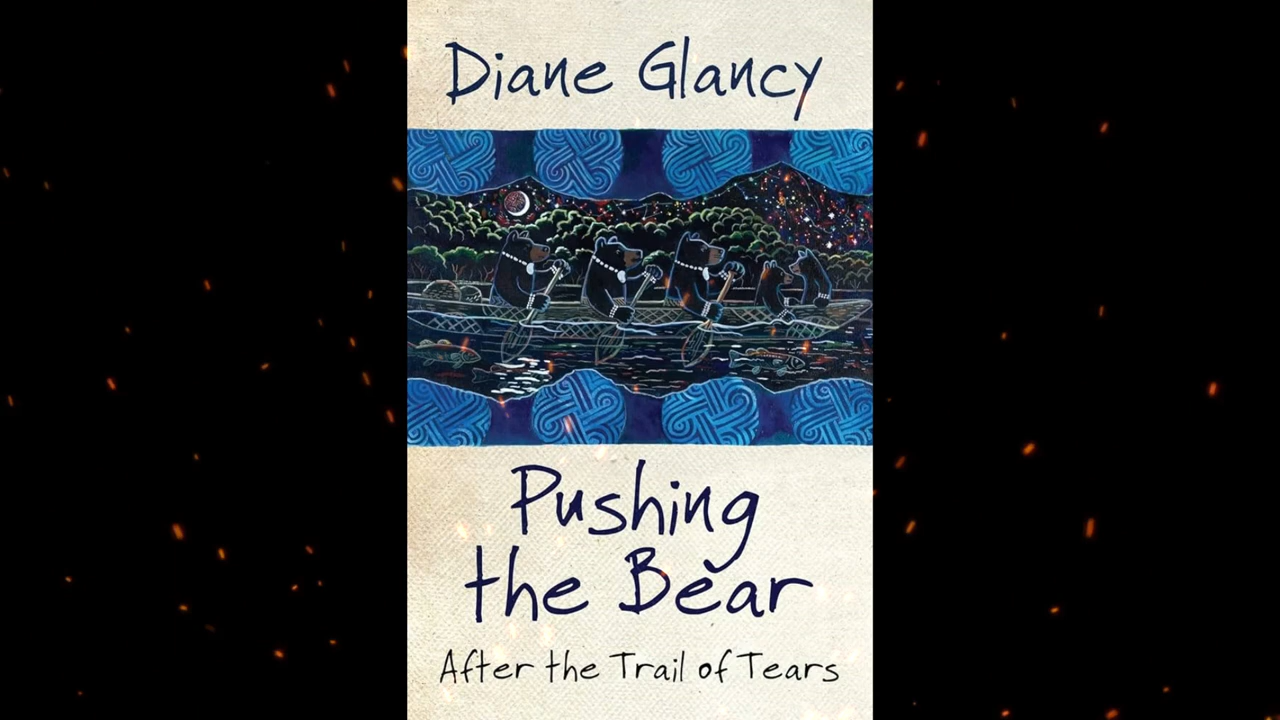 Diane Glancy
Pushing
the Bear
After the Trail of Tears